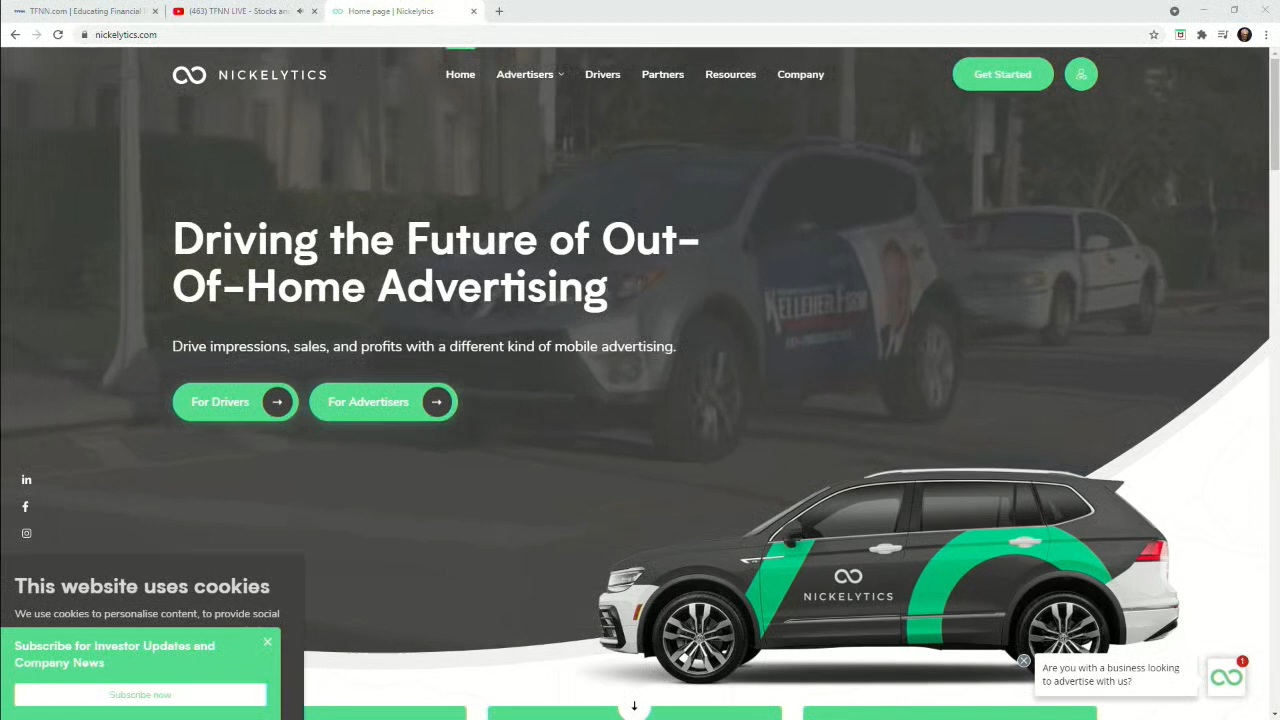 TFNN.com | Educating Financial
(463) TFNN LIVE - Stocks an
Home page | Nickelytics
nickelytics.com
NICKELYTICS
Home
Advertisers
Drivers
Partners
Resources
Company
Get Started
Driving the Future of Out-
Of-Home Advertising
Drive impressions, sales, and profits with a different kind of mobile advertising.
For Drivers
For Advertisers
in
f
This website uses cookies
We use cookies to personalise content, to provide social
Subscribe for Investor Updates and
Company News
Subscribe now
NICKELYTICS
Are you with a business looking
to advertise with us?
1